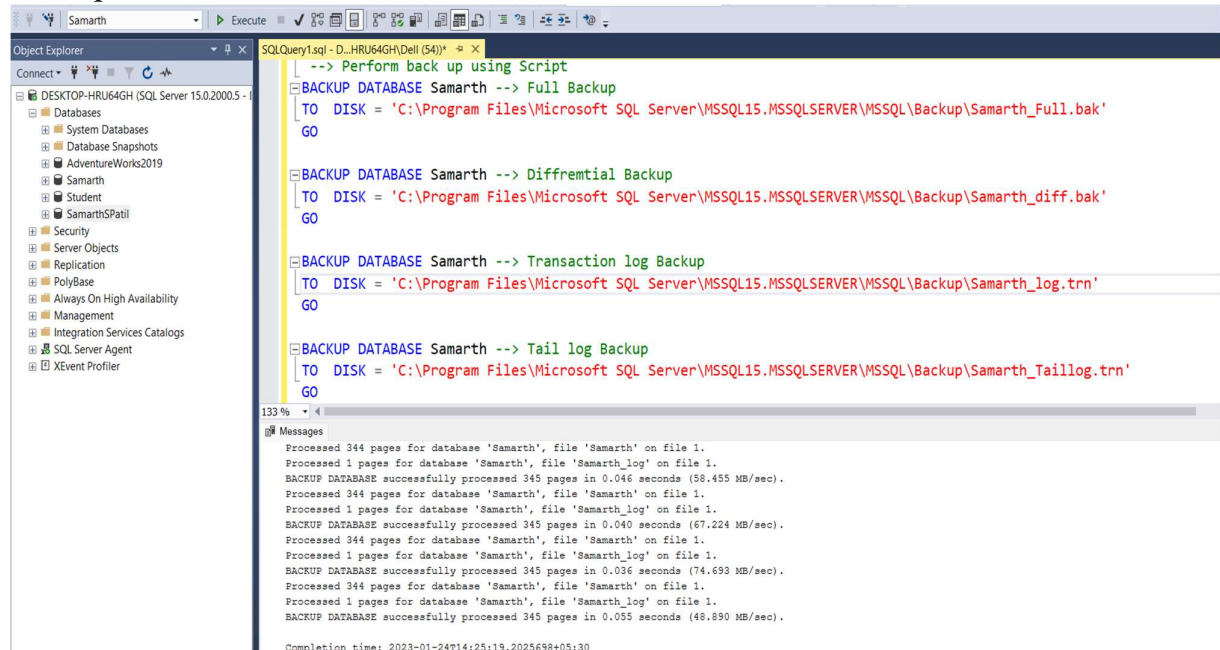 Samarth
Execute
Object Explorer
Connect
DESKTOP-HRU64GH (SQL Server 15.0.2000.5 - I
Databases
System Databases
Database Snapshots
AdventureWorks2019
Samarth
Student
SamarthSPatil
Security
Server Objects
Replication
PolyBase
Always On High Availability
Management
Integration Services Catalogs
SQL Server Agent
XEvent Profiler
SQLQuery1.sql - D...HRU64GH\Dell (54))*
--> Perform back up using Script
BACKUP DATABASE Samarth --> Full Backup
TO DISK = 'C:\Program Files\Microsoft SQL Server\MSSQL15.MSSQLSERVER\MSSQL\Backup\Samarth_Full.bak'
GO
BACKUP DATABASE Samarth --> Diffremtial Backup
TO DISK = 'C:\Program Files\Microsoft SQL Server\MSSQL15.MSSQLSERVER\MSSQL\Backup\Samarth_diff.bak'
GO
BACKUP DATABASE Samarth --> Transaction log Backup
TO DISK = 'C:\Program Files\Microsoft SQL Server\MSSQL15.MSSQLSERVER\MSSQL\Backup\Samarth_log.trn'
GO
BACKUP DATABASE Samarth --> Tail log Backup
TO DISK = 'C:\Program Files\Microsoft SQL Server\MSSQL15.MSSQLSERVER\MSSQL\Backup\Samarth_Taillog.trn'
GO
133 %
Messages
Processed 344 pages for database 'Samarth', file 'Samarth' on file 1.
Processed 1 pages for database 'Samarth', file 'Samarth_log' on file 1.
BACKUP DATABASE successfully processed 345 pages in 0.046 seconds (58.455 MB/sec).
Processed 344 pages for database 'Samarth', file 'Samarth' on file 1.
Processed 1 pages for database 'Samarth', file 'Samarth_log' on file 1.
BACKUP DATABASE successfully processed 345 pages in 0.040 seconds (67.224 MB/sec).
Processed 344 pages for database 'Samarth', file 'Samarth' on file 1.
Processed 1 pages for database 'Samarth', file 'Samarth_log' on file 1.
BACKUP DATABASE successfully processed 345 pages in 0.036 seconds (74.693 MB/sec).
Processed 344 pages for database 'Samarth', file 'Samarth' on file 1.
Processed 1 pages for database 'Samarth', file 'Samarth_log' on file 1.
BACKUP DATABASE successfully processed 345 pages in 0.055 seconds (48.890 MB/sec).
Completion time: 2023-01-24T14:25:19.2025698+05:30